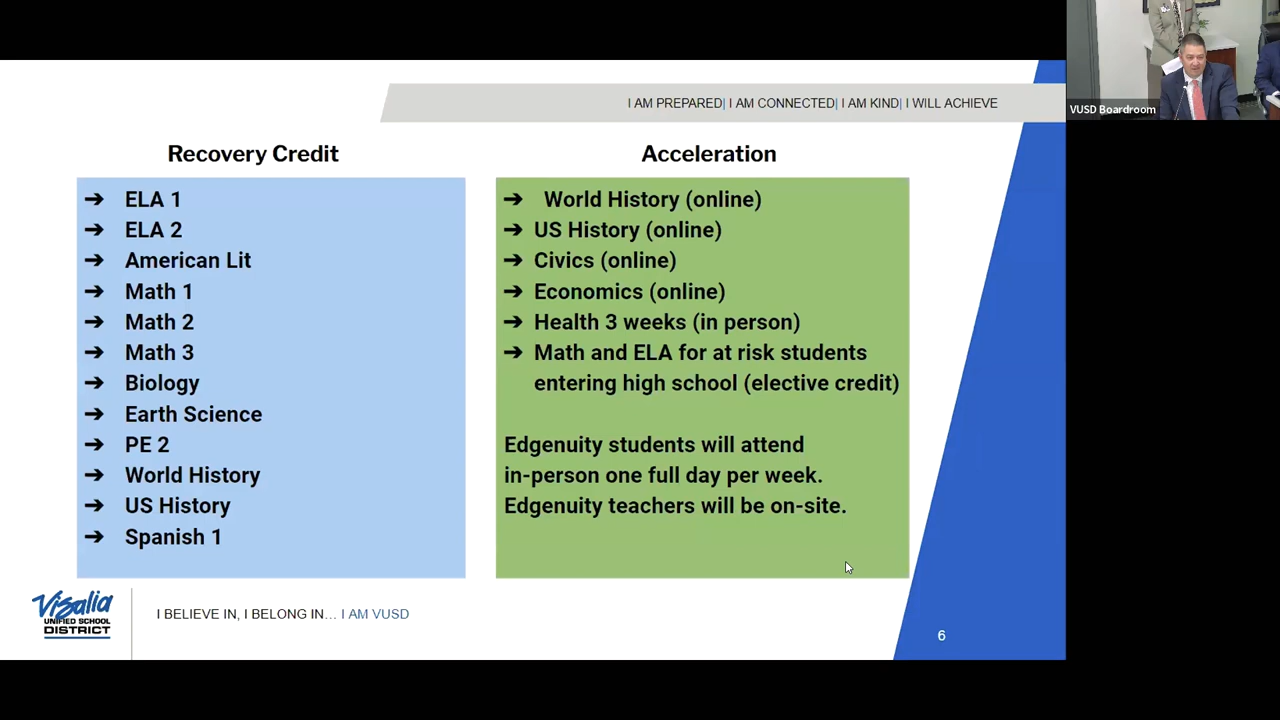 I AM PREPARED| I AM CONNECTED| I AM KIND| I WILL ACHIEVE
VUSD Boardroom
Recovery Credit
➔ ELA 1
➔ ELA 2
➔ American Lit
➔ Math 1
➔ Math 2
➔ Math 3
➔ Biology
➔ Earth Science
➔ PE 2
➔ World History
➔ US History
➔ Spanish 1
Acceleration
➔ World History (online)
➔ US History (online)
➔ Civics (online)
➔ Economics (online)
➔ Health 3 weeks (in person)
➔ Math and ELA for at risk students
entering high school (elective credit)
Edgenuity students will attend
in-person one full day per week.
Edgenuity teachers will be on-site.
Visalia
UNIFIED SCHOOL
DISTRICT
I BELIEVE IN, I BELONG IN... I AM VUSD
6